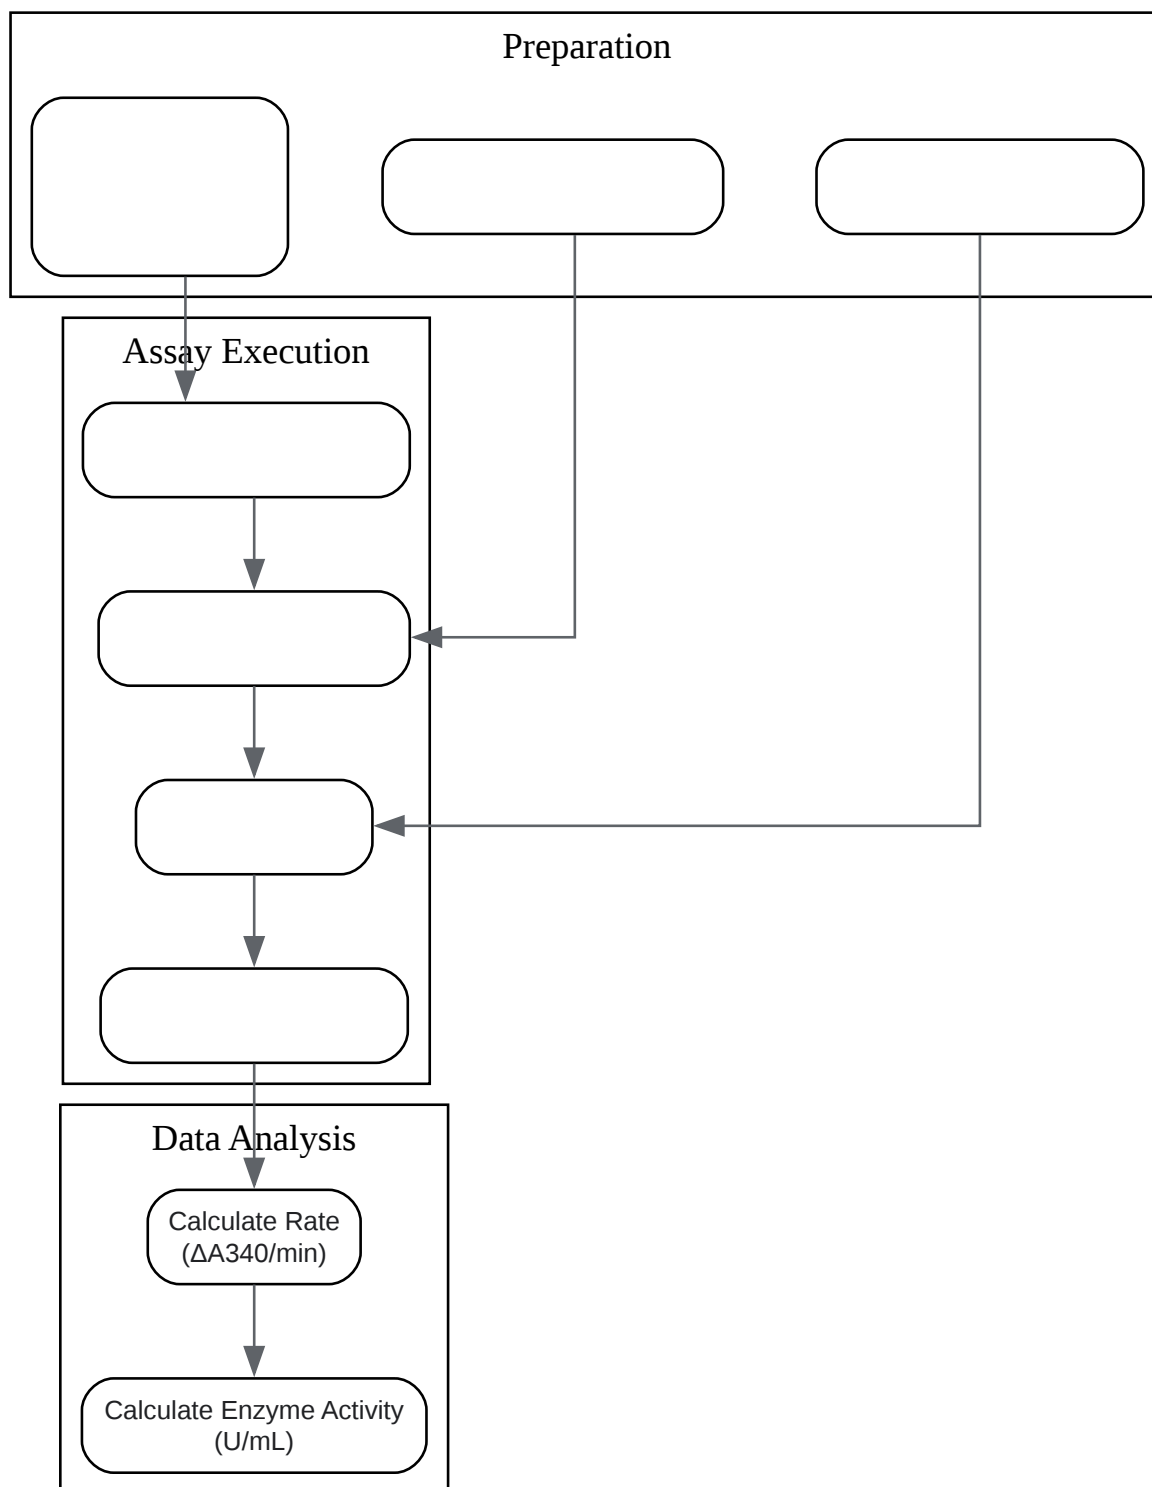 Preparation
Assay Execution
Data Analysis
Calculate Rate
(ΔA340/min)
Calculate Enzyme Activity
(U/mL)